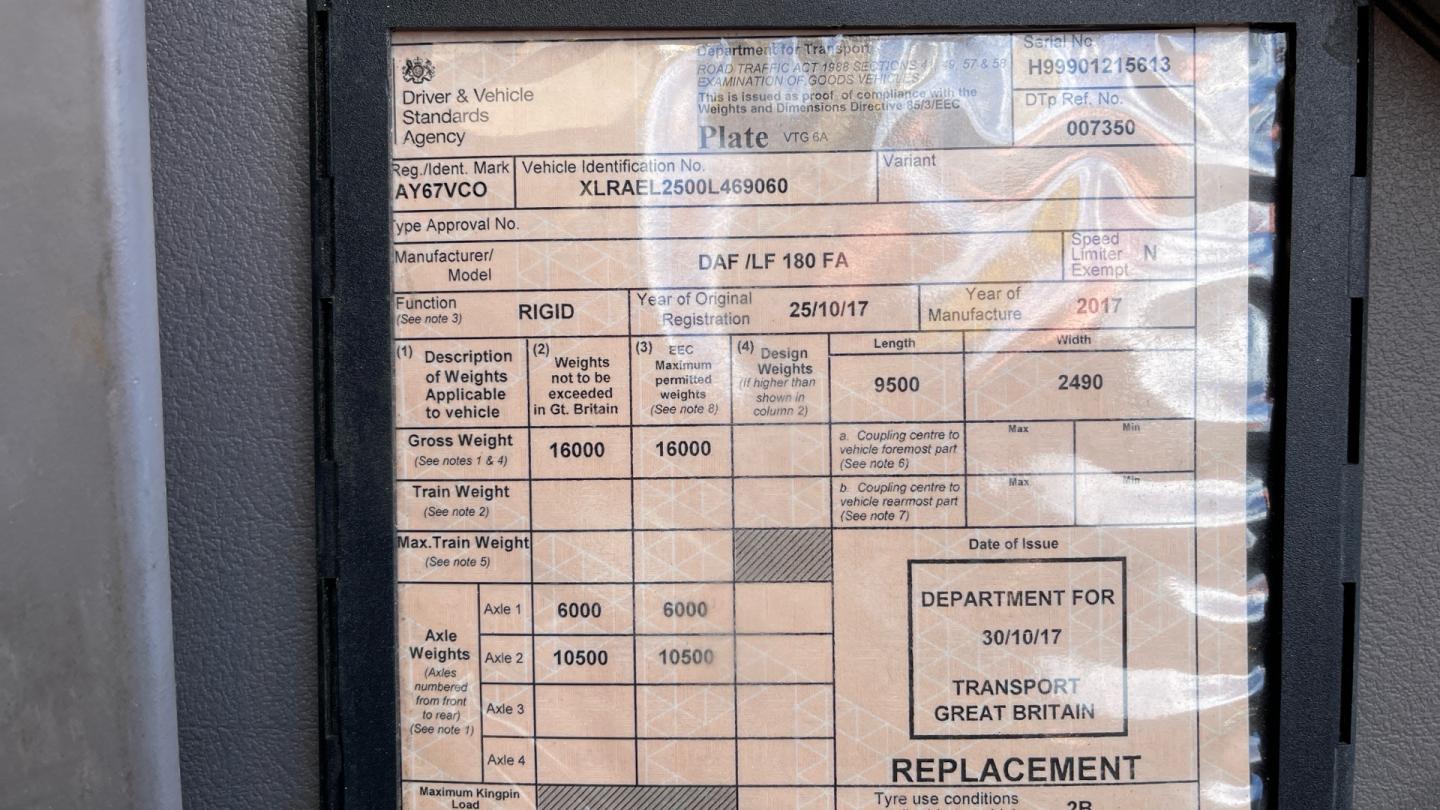 Driver & Vehicle
Standards
Agency
Department for Transport
ROAD TRAFFIC ACT 1988 SECTIONS 41, 49, 57 & 58
EXAMINATION OF GOODS VEHICLES
This is issued as proof of compliance with the
Weights and Dimensions Directive 85/3/EEC
Plate VTG 6A
Serial No.
H99901215613
DTp Ref. No.
007350
Reg./Ident. Mark
AY67VCO
Vehicle Identification No.
XLRAEL2500L469060
Variant
ype Approval No.
Manufacturer/
Model
DAF /LF 180 FA
Speed
Limiter
Exempt
N
Function
(See note 3)
RIGID
Year of Original
Registration
25/10/17
Year of
Manufacture
2017
(1) Description
of Weights
Applicable
to vehicle
(2) Weights
not to be
exceeded
in Gt. Britain
(3) EEC
Maximum
permitted
weights
(See note 8)
(4) Design
Weights
(if higher than
shown in
column 2)
Length
9500
Width
2490
Gross Weight
(See notes 1 & 4)
16000
16000
a. Coupling centre to
vehicle foremost part
(See note 6)
Max
Min
Train Weight
(See note 2)
b. Coupling centre to
vehicle rearmost part
(See note 7)
Max
Min
Max.Train Weight
(See note 5)
Axle
Weights
(Axles
numbered
from front
to rear)
(See note 1)
Axle 1
6000
6000
Axle 2
10500
10500
Axle 3
Axle 4
Maximum Kingpin
Load
Date of Issue
DEPARTMENT FOR
30/10/17
TRANSPORT
GREAT BRITAIN
REPLACEMENT
Tyre use conditions
2B